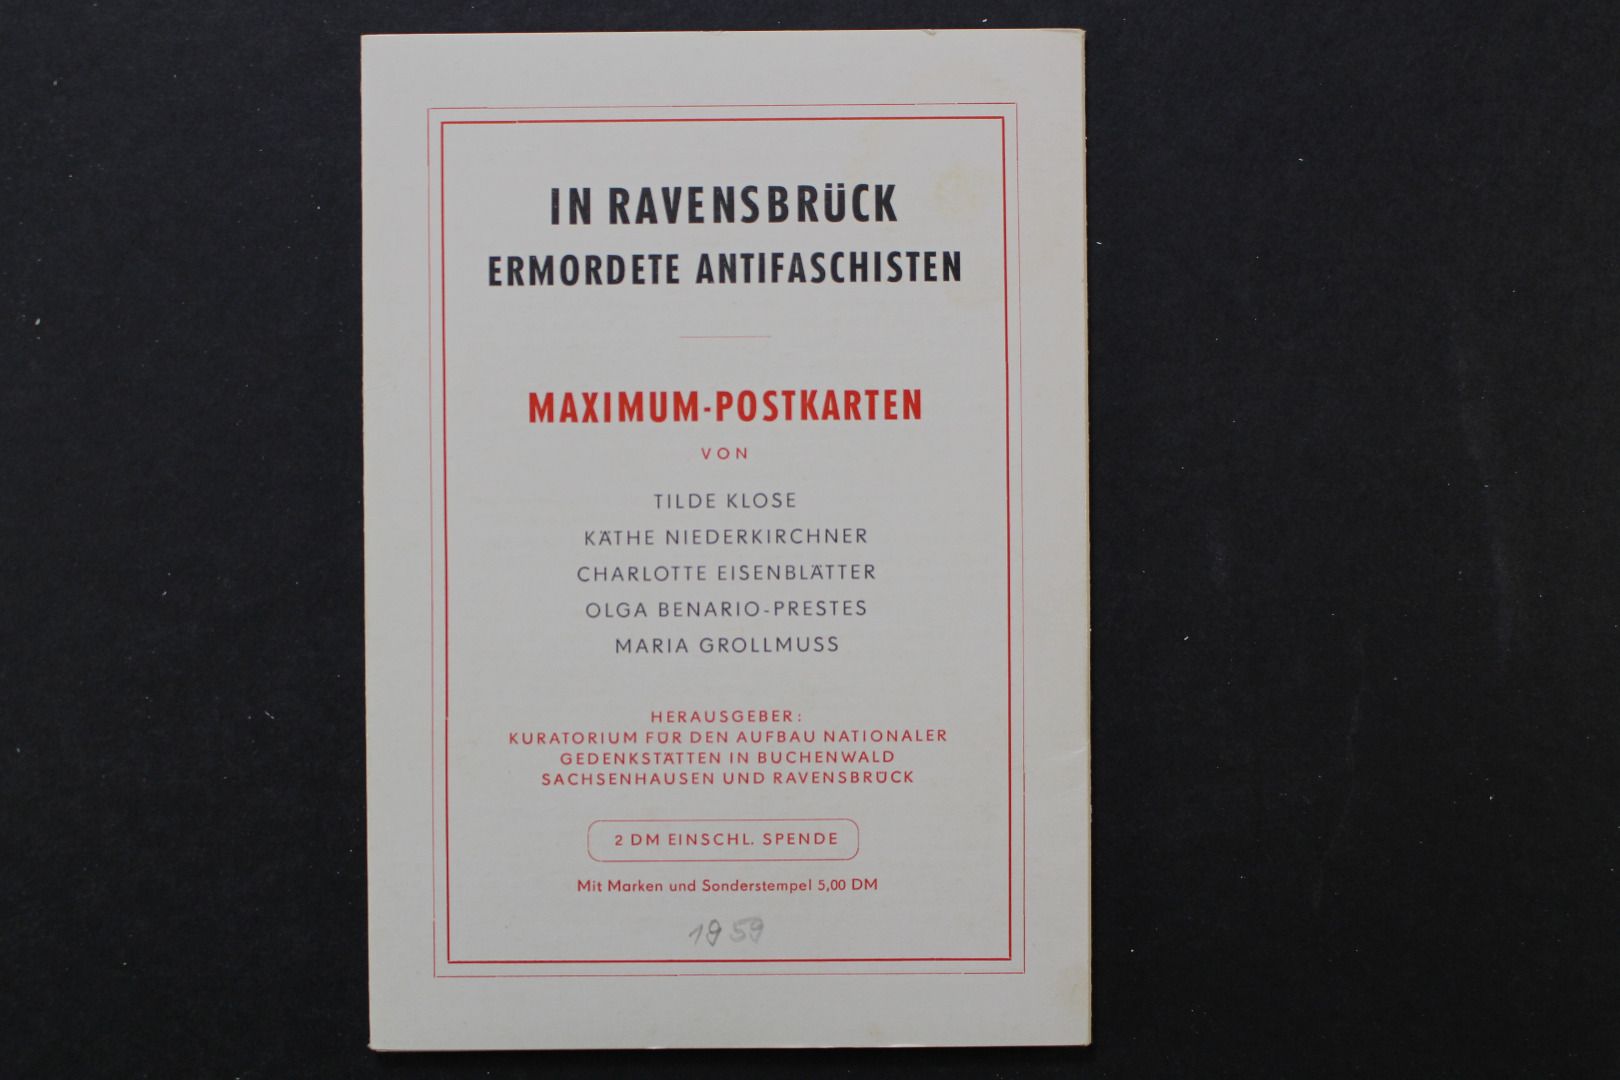 IN RAVENSBRÜCK
ERMORDETE ANTIFASCHISTEN
MAXIMUM-POSTKARTEN
VON
TILDE KLOSE
KÄTHE NIEDERKIRCHNER
CHARLOTTE EISENBLÄTTER
OLGA BENARIO-PRESTES
MARIA GROLLMUSS
HERAUSGEBER:
KURATORIUM FÜR DEN AUFBAU NATIONALER
GEDENKSTÄTTEN IN BUCHENWALD
SACHSENHAUSEN UND RAVENSBRÜCK
2 DM EINSCHL. SPENDE
Mit Marken und Sonderstempel 5,00 DM
1959